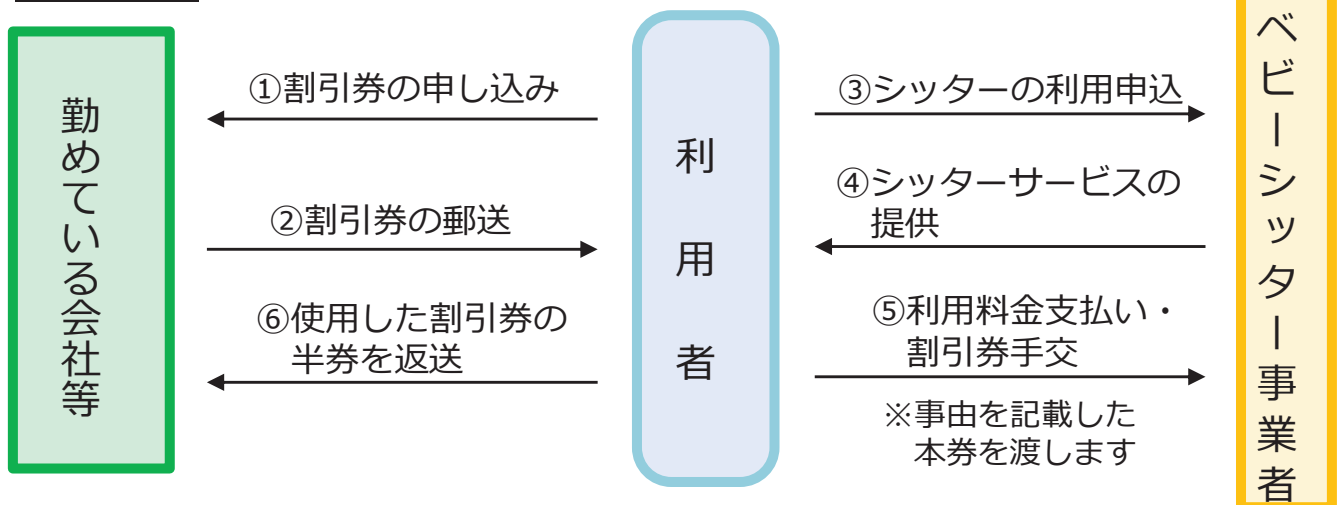 勤めている会社等
①割引券の申し込み
②割引券の郵送
⑥使用した割引券の
半券を返送
利用者
③シッターの利用申込
④シッターサービスの
提供
⑤利用料金支払い・
割引券手交
※事由を記載した
本券を渡します
ベビーシッター事業者